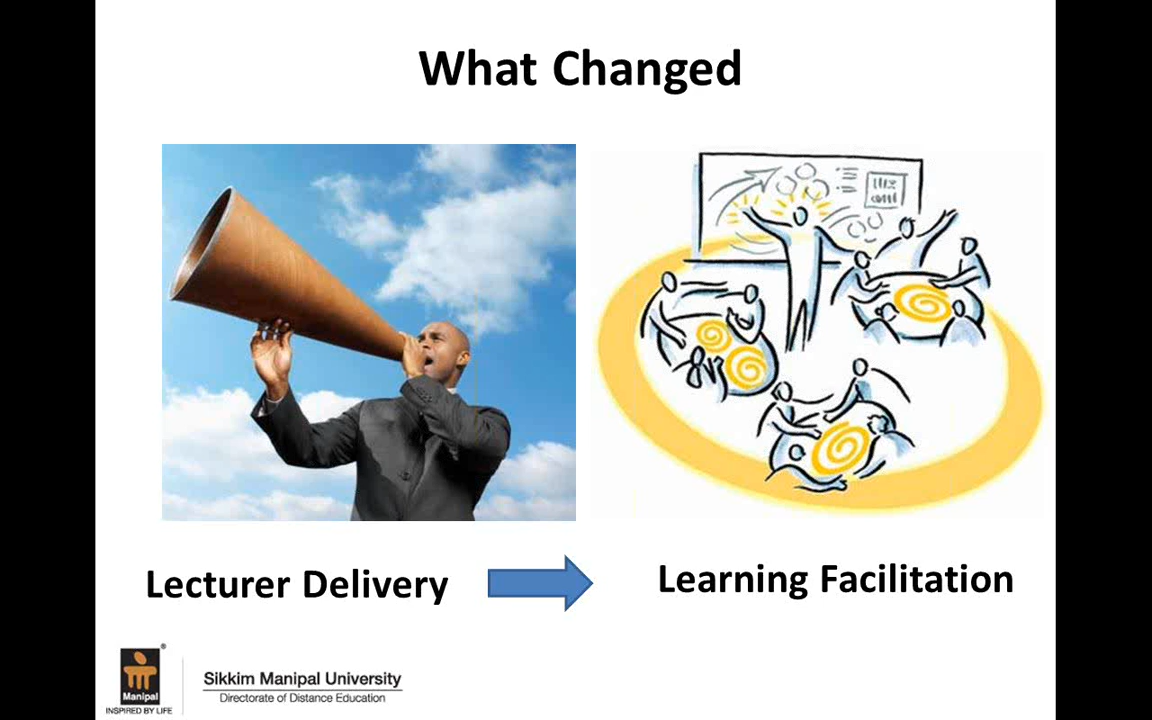 What Changed
Lecturer Delivery
Learning Facilitation
®
Manipal
INSPIRED BY LIFE
Sikkim Manipal University
Directorate of Distance Education